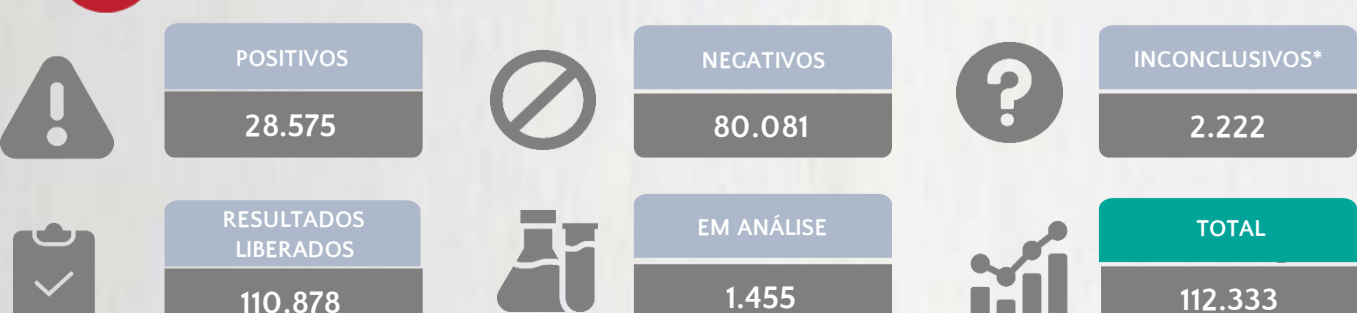 POSITIVOS
28.575
NEGATIVOS
80.081
INCONCLUSIVOS*
2.222
RESULTADOS
LIBERADOS
110.878
EM ANÁLISE
1.455
TOTAL
112.333